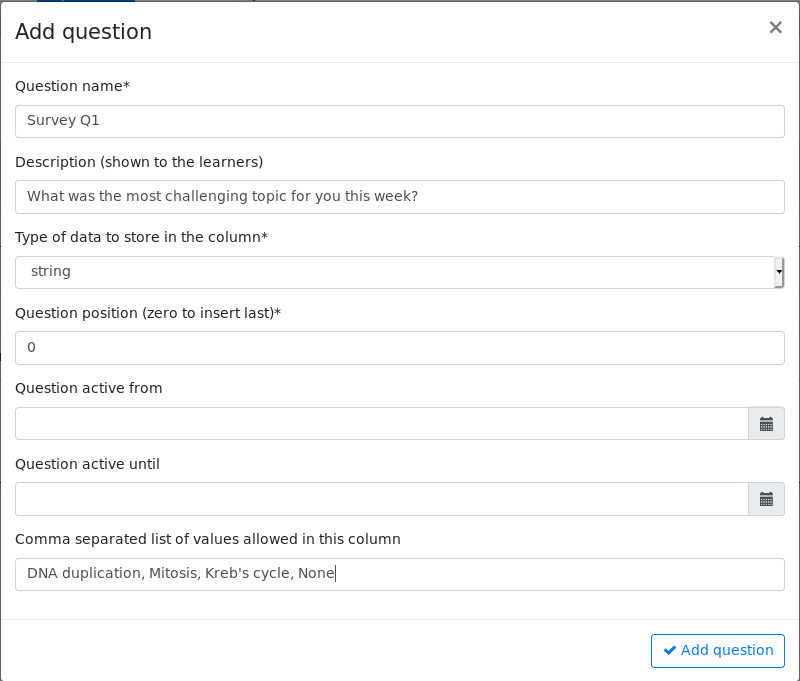 Add question
×
Question name*
Survey Q1
Description (shown to the learners)
What was the most challenging topic for you this week?
Type of data to store in the column*
string
Question position (zero to insert last)*
0
Question active from
Question active until
Comma separated list of values allowed in this column
DNA duplication, Mitosis, Kreb's cycle, None
Add question